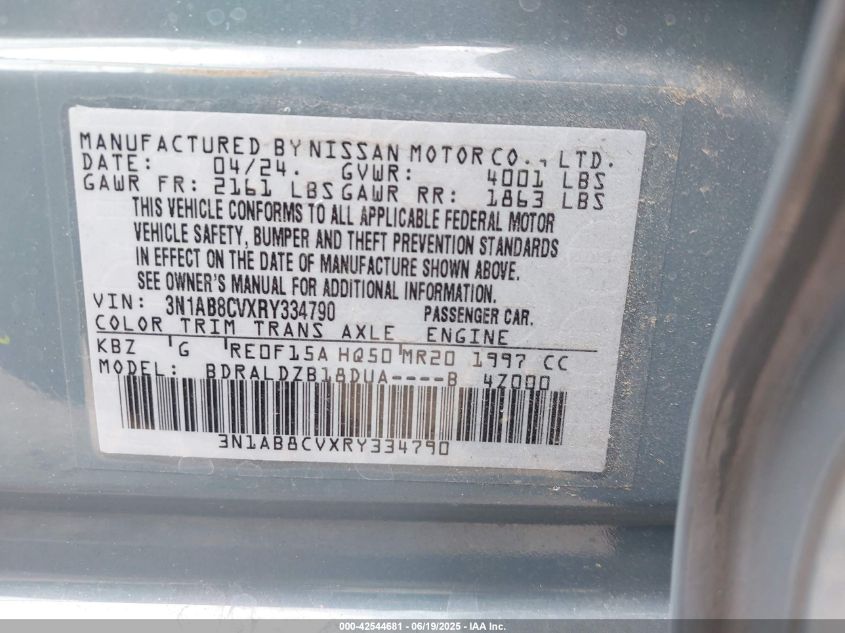 MANUFACTURED BY NISSAN MOTOR CO., LTD.
DATE: 04/24. GVWR: 4001 LBS
GAWR FR: 2161 LBS GAWR RR: 1863 LBS
THIS VEHICLE CONFORMS TO ALL APPLICABLE FEDERAL MOTOR
VEHICLE SAFETY, BUMPER AND THEFT PREVENTION STANDARDS
IN EFFECT ON THE DATE OF MANUFACTURE SHOWN ABOVE.
SEE OWNER'S MANUAL FOR ADDITIONAL INFORMATION.
VIN: 3N1AB8CVXRY334790 PASSENGER CAR.
COLOR TRIM TRANS AXLE ENGINE
KBZ G RE0F15A HQ50 MR20 1997 CC
MODEL: BDRALDZB18DUA----B 4Z000
3N1AB8CVXRY334790
000-42544681 - 06/19/2025 - IAA Inc.